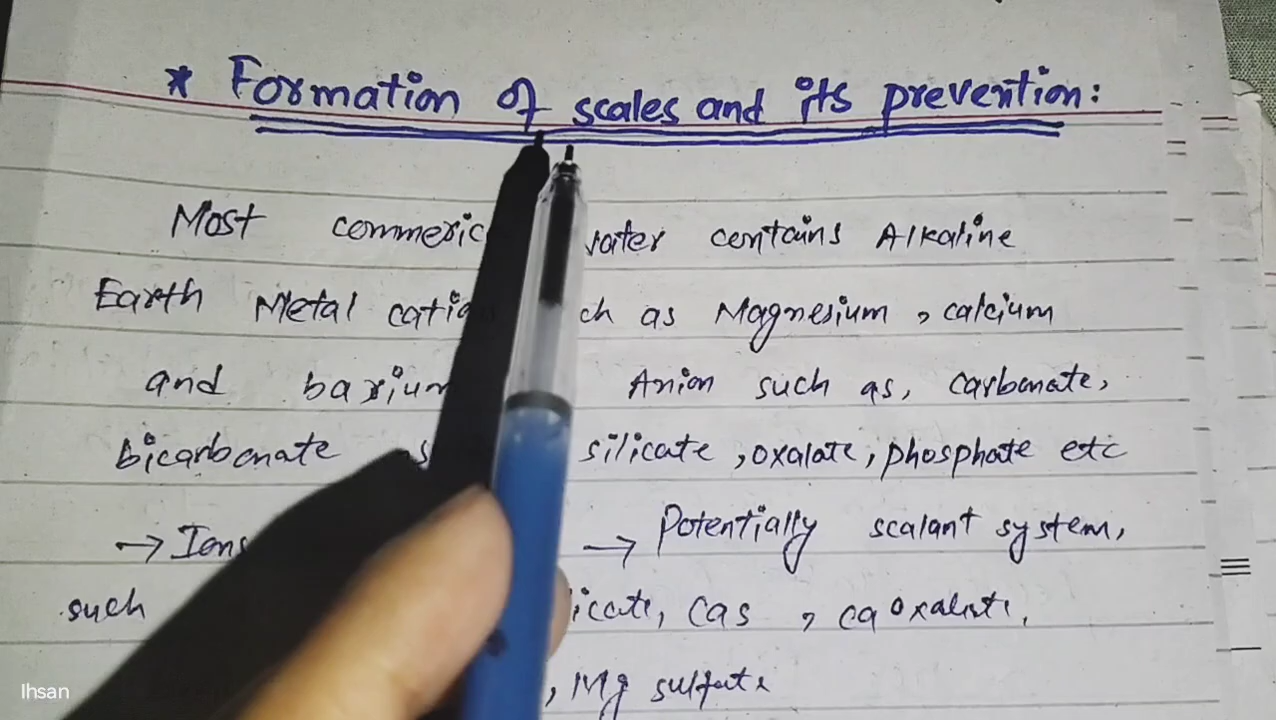 * Formation of scales and its prevention:
Most commeric water contains Alkaline
Earth Metal catio ch as Magnesium, calcium
and barium Anion such as, carbonate,
bicarbonate s silicate, oxalate, phosphate etc
→ Ions → Potentially scalant system,
such icate, Cas, ca oxalate,
, Mg sulfate
Ihsan